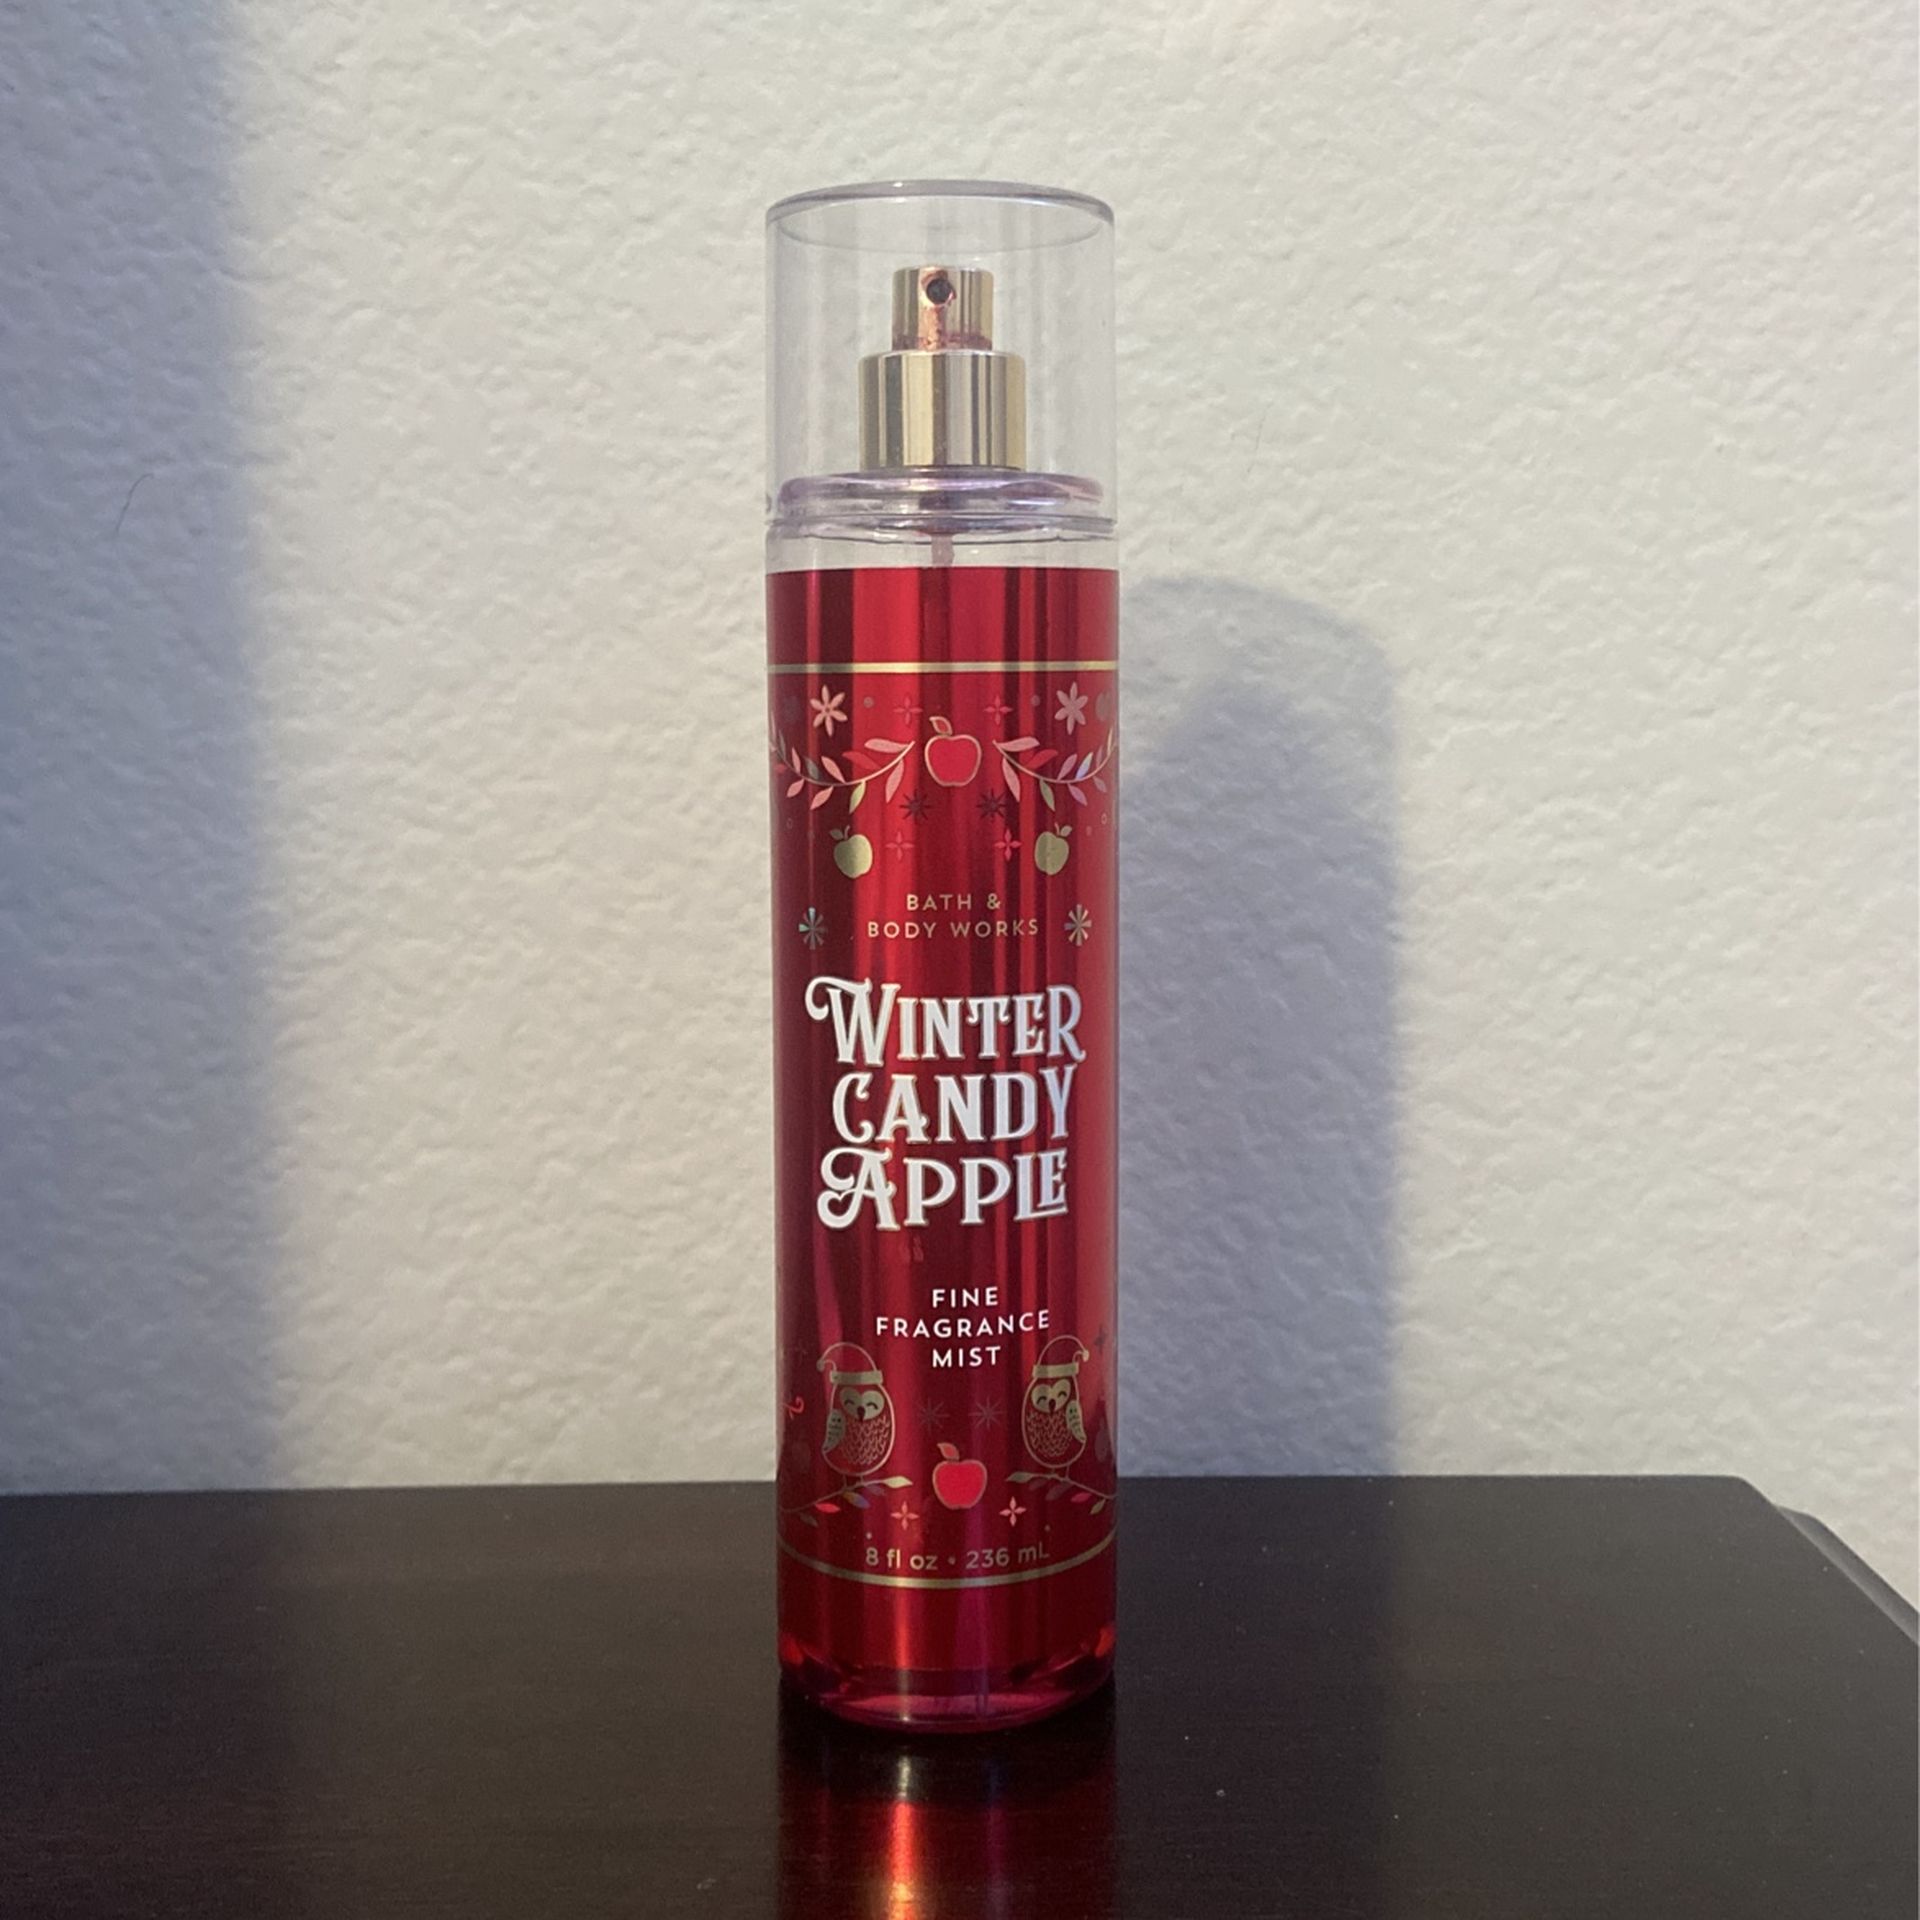 BATH &
BODY WORKS
WINTER
CANDY
APPLE
FINE
FRAGRANCE
MIST
8 fl oz • 236 mL